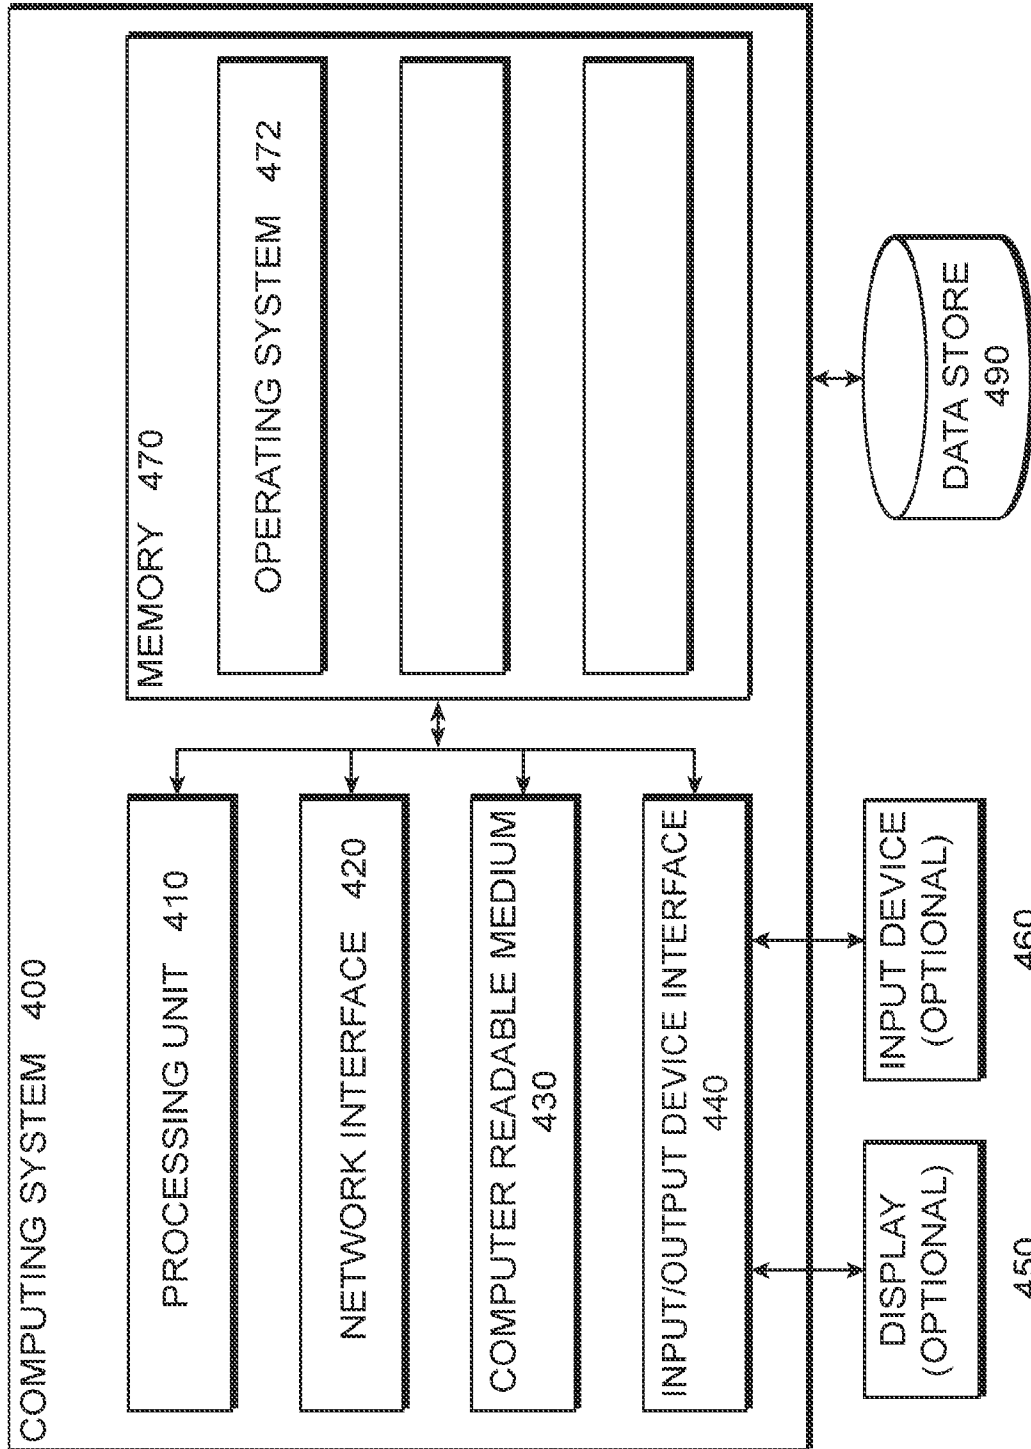 COMPUTING SYSTEM 400
PROCESSING UNIT 410
NETWORK INTERFACE 420
COMPUTER READABLE MEDIUM
430
INPUT/OUTPUT DEVICE INTERFACE
440
MEMORY 470
OPERATING SYSTEM 472
DISPLAY
(OPTIONAL)
450
INPUT DEVICE
(OPTIONAL)
460
DATA STORE
490